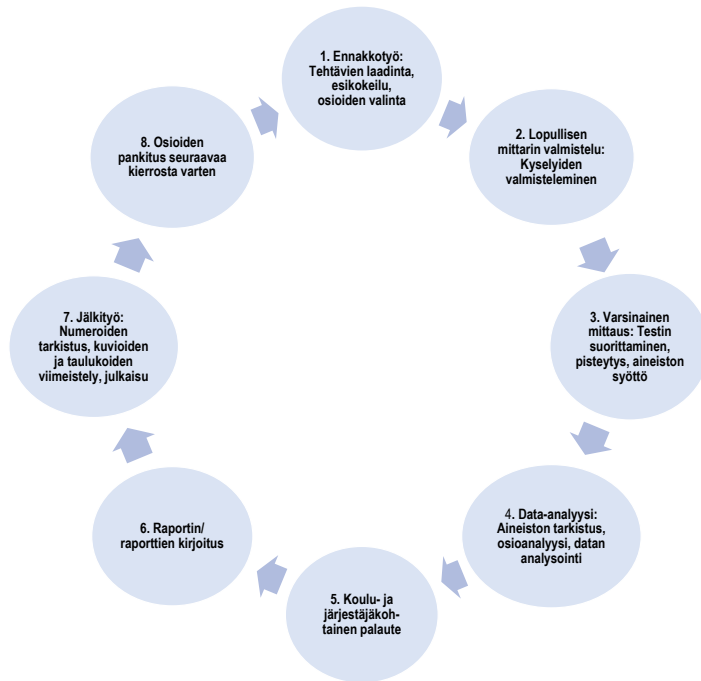 1. Ennakkotyö:
Tehtävien laadinta,
esikokeilu,
osioiden valinta
2. Lopullisen
mittarin valmistelu:
Kyselyiden
valmisteleminen
3. Varsinainen
mittaus: Testin
suorittaminen,
pisteytys, aineiston
syöttö
4. Data-analyysi:
Aineiston tarkistus,
osioanalyysi, datan
analysointi
5. Koulu- ja
järjestäjäkoh-
tainen palaute
6. Raportin/
raporttien kirjoitus
7. Jälkityö:
Numeroiden
tarkistus, kuvioiden
ja taulukoiden
viimeistely, julkaisu
8. Osioiden
pankitus seuraavaa
kierrosta varten